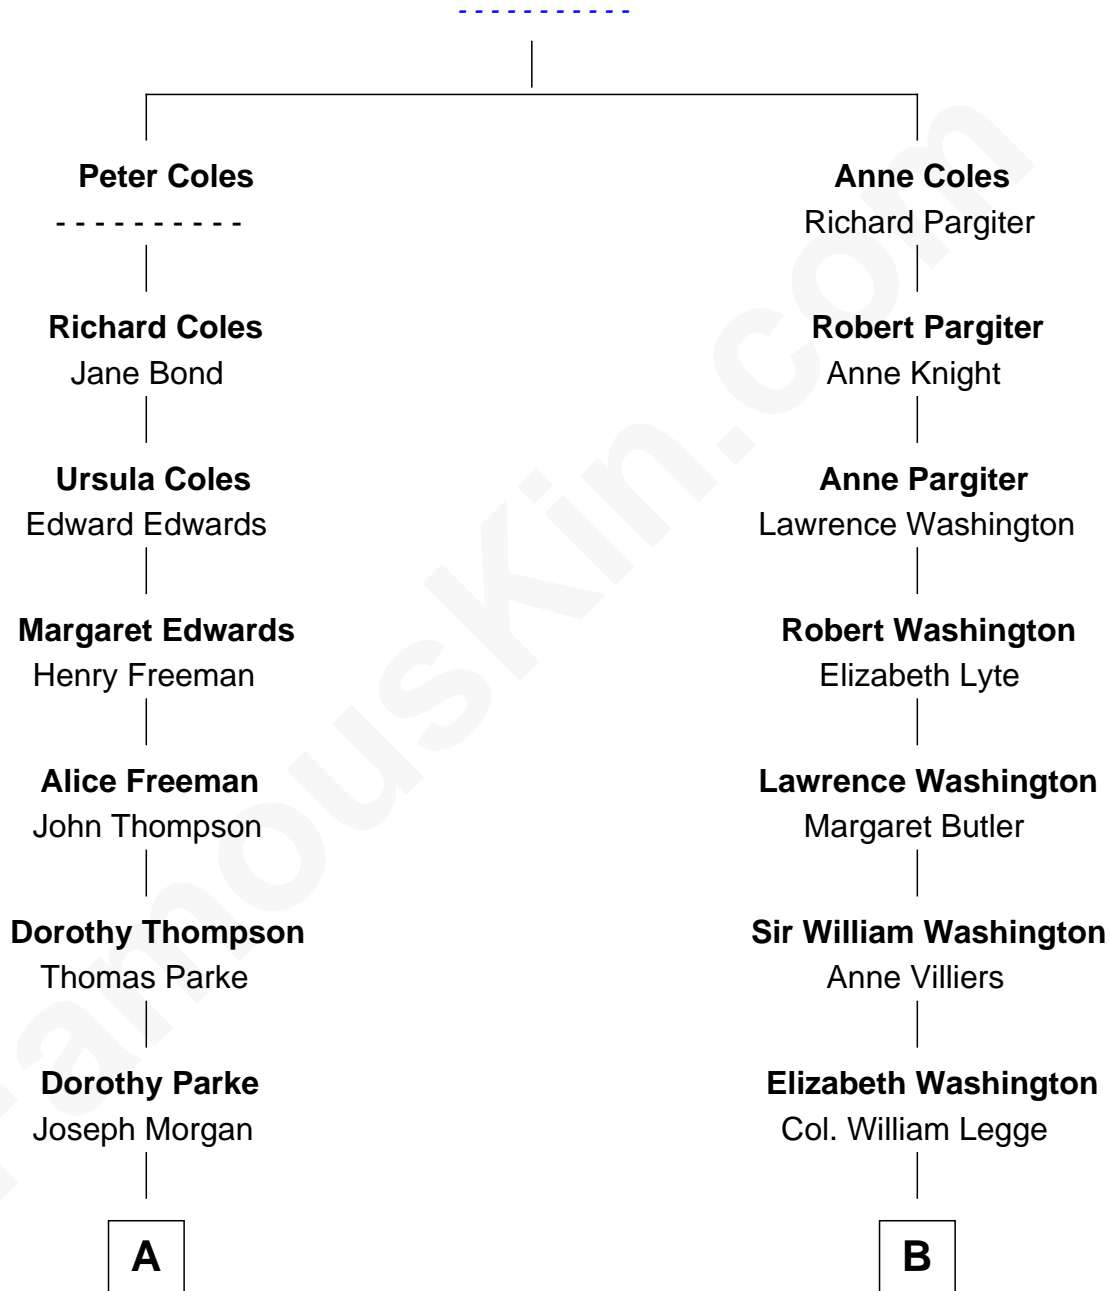 - - - - - - - - - - -
Peter Coles
- - - - - - - - - -
Richard Coles
Jane Bond
Ursula Coles
Edward Edwards
Margaret Edwards
Henry Freeman
Alice Freeman
John Thompson
Dorothy Thompson
Thomas Parke
Dorothy Parke
Joseph Morgan
A
Anne Coles
Richard Pargiter
Robert Pargiter
Anne Knight
Anne Pargiter
Lawrence Washington
Robert Washington
Elizabeth Lyte
Lawrence Washington
Margaret Butler
Sir William Washington
Anne Villiers
Elizabeth Washington
Col. William Legge
B
FamousKin.com